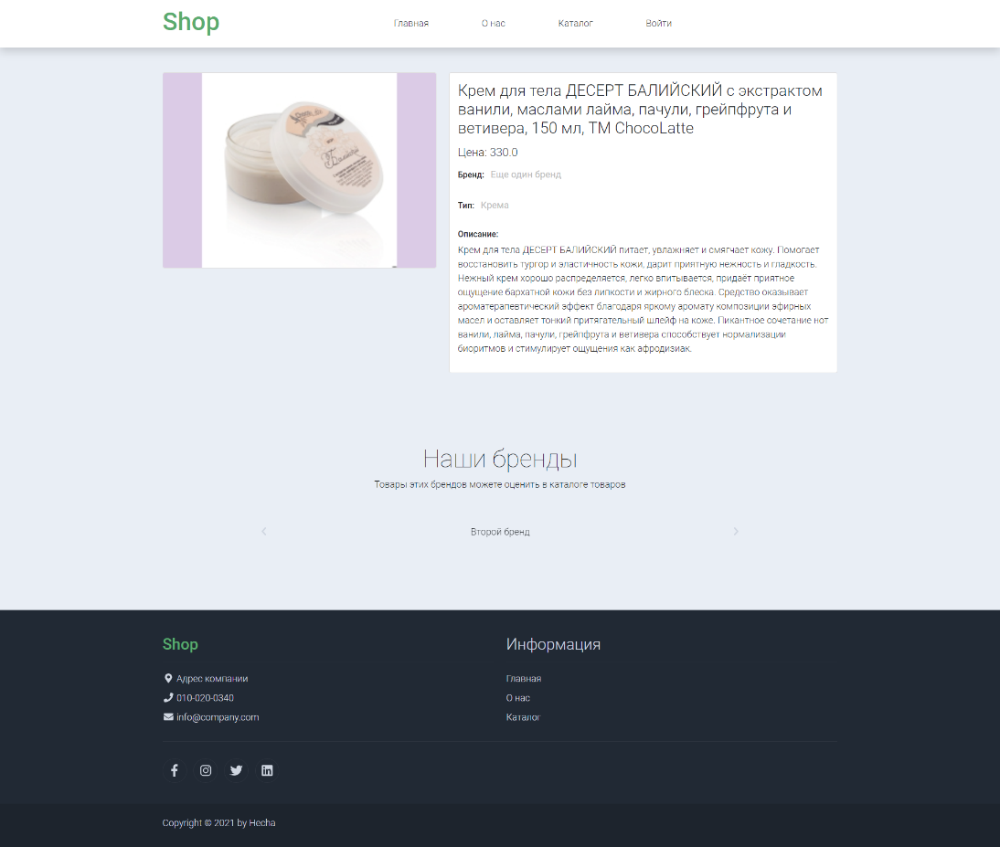 Shop
Главная
О нас
Каталог
Войти
Крем для тела ДЕСЕРТ БАЛИЙСКИЙ с экстрактом
ванили, маслами лайма, пачули, грейпфрута и
ветивера, 150 мл, ТМ ChocoLatte
Цена: 330.0
Бренд: Еще один бренд
Тип: Крема
Описание:
Крем для тела ДЕСЕРТ БАЛИЙСКИЙ питает, увлажняет и смягчает кожу. Помогает
восстановить тургор и эластичность кожи, дарит приятную нежность и гладкость.
Нежный крем хорошо распределяется, легко впитывается, придаёт приятное
ощущение бархатной кожи без липкости и жирного блеска. Средство оказывает
ароматерапевтический эффект благодаря яркому аромату композиции эфирных
масел и оставляет тонкий притягательный шлейф на коже. Пикантное сочетание нот
ванили, лайма, пачули, грейпфрута и ветивера способствует нормализации
биоритмов и стимулирует ощущения как афродизиак.
Наши бренды
Товары этих брендов можете оценить в каталоге товаров
Второй бренд
Shop
Адрес компании
010-020-0340
info@company.com
Информация
Главная
О нас
Каталог
Copyright © 2021 by Hecha